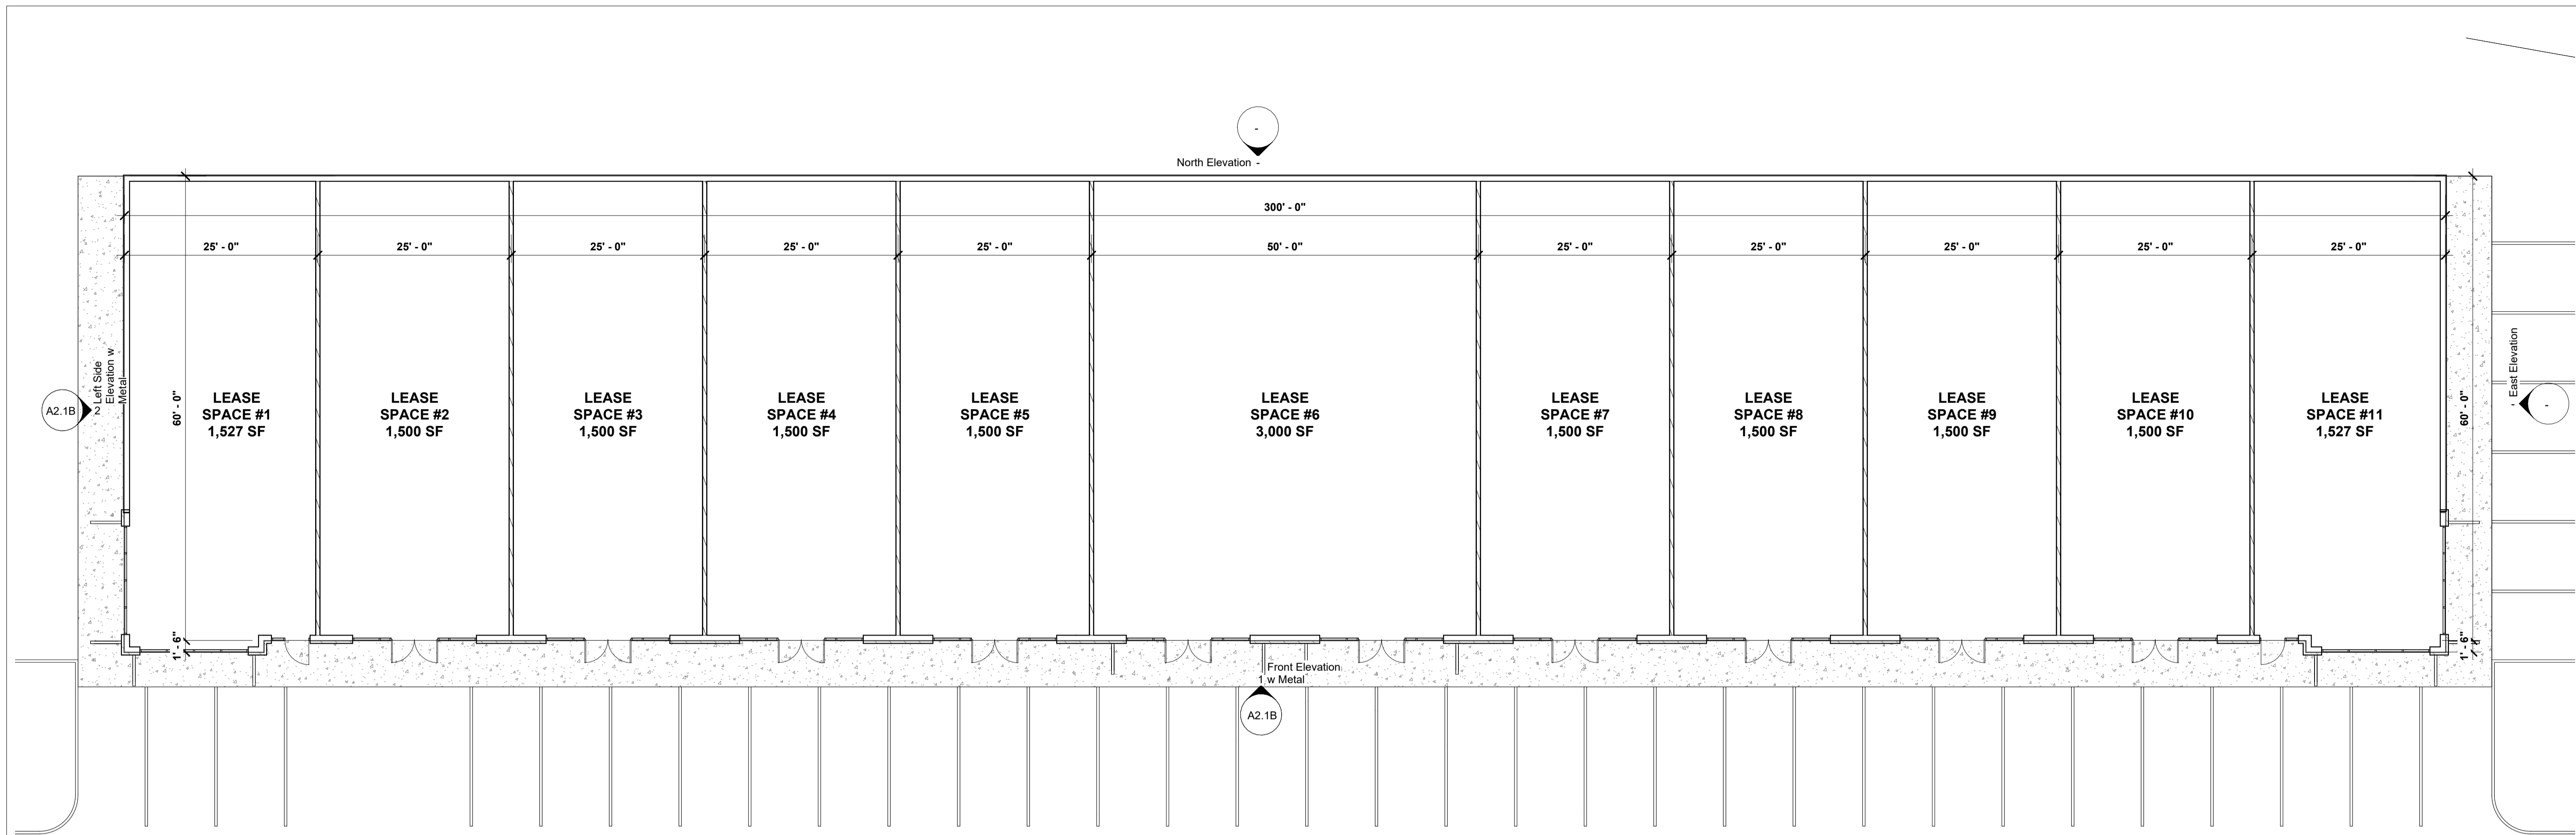 -
North Elevation -
300' - 0"
25' - 0"
25' - 0"
25' - 0"
25' - 0"
25' - 0"
50' - 0"
25' - 0"
25' - 0"
25' - 0"
25' - 0"
25' - 0"
A2.1B
2
Left Side
Elevation w
Metal
60' - 0"
1' - 6"
LEASE
SPACE #1
1,527 SF
LEASE
SPACE #2
1,500 SF
LEASE
SPACE #3
1,500 SF
LEASE
SPACE #4
1,500 SF
LEASE
SPACE #5
1,500 SF
LEASE
SPACE #6
3,000 SF
LEASE
SPACE #7
1,500 SF
LEASE
SPACE #8
1,500 SF
LEASE
SPACE #9
1,500 SF
LEASE
SPACE #10
1,500 SF
LEASE
SPACE #11
1,527 SF
60' - 0"
1' - 6"
- East Elevation
-
Front Elevation
1 w Metal
A2.1B